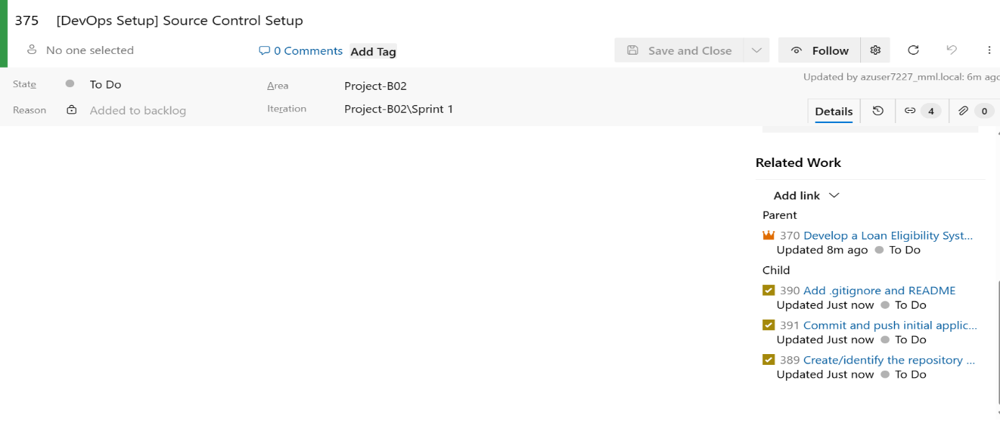 375 [DevOps Setup] Source Control Setup
No one selected 0 Comments Add Tag Save and Close Follow
Updated by azuser7227_mml.local: 6m ago
State To Do Area Project-B02
Reason Added to backlog Iteration Project-B02\Sprint 1
Details 4 0
Related Work
Add link
Parent
370 Develop a Loan Eligibility Syst...
Updated 8m ago To Do
Child
390 Add .gitignore and README
Updated Just now To Do
391 Commit and push initial applic...
Updated Just now To Do
389 Create/identify the repository ...
Updated Just now To Do